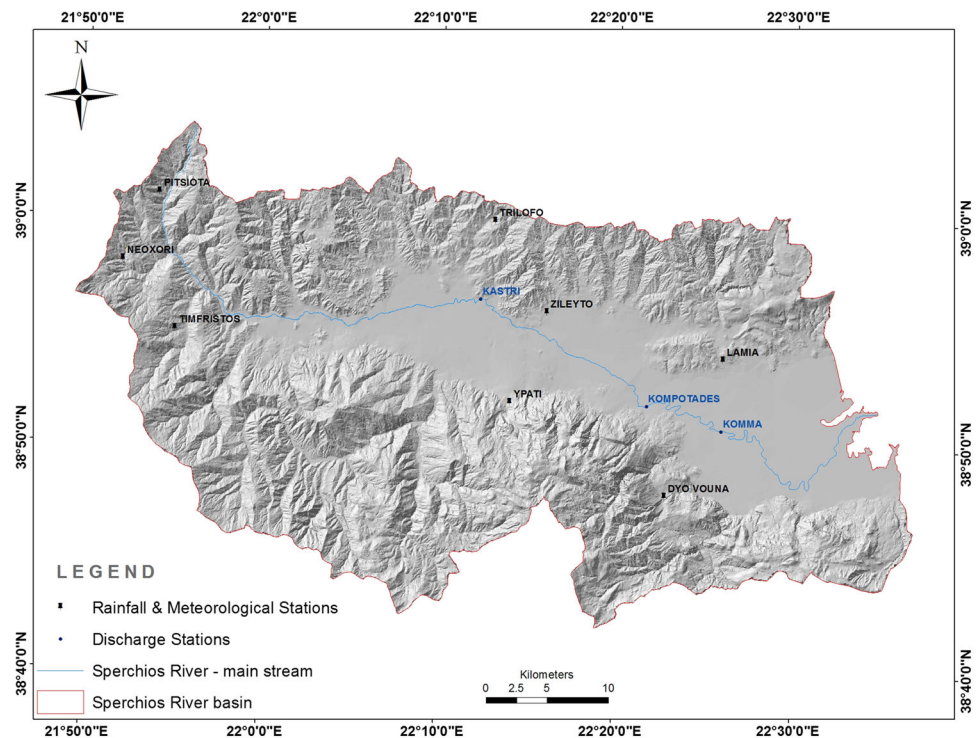 21°50'0"E 22°0'0"E 22°10'0"E 22°20'0"E 22°30'0"E
N
39°0'0"N
39°0'0"N
PITSIOTA
TRILOFO
NEOXORI
KASTRI
ZILEYTO
TIMFRISTOS
LAMIA
YPATI
KOMPOTADES
KOMMA
38°50'0"N
38°50'0"N
DYO VOUNA
LEGEND
Rainfall & Meteorological Stations
Discharge Stations
Sperchios River - main stream
Sperchios River basin
38°40'0"N
38°40'0"N
Kilometers
0 2.5 5 10
21°50'0"E 22°0'0"E 22°10'0"E 22°20'0"E 22°30'0"E